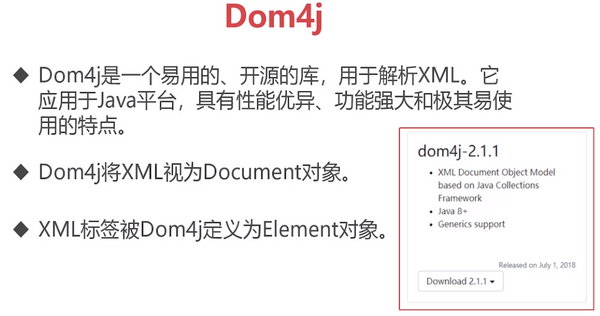 Dom4j
◆ Dom4j是一个易用的、开源的库，用于解析XML。它
应用于Java平台，具有性能优异、功能强大和极其易使
用的特点。
◆ Dom4j将XML视为Document对象。
◆ XML标签被Dom4j定义为Element对象。
dom4j-2.1.1
• XML Document Object Model
based on Java Collections
Framework
• Java 8+
• Generics support
Released on July 1, 2018
Download 2.1.1